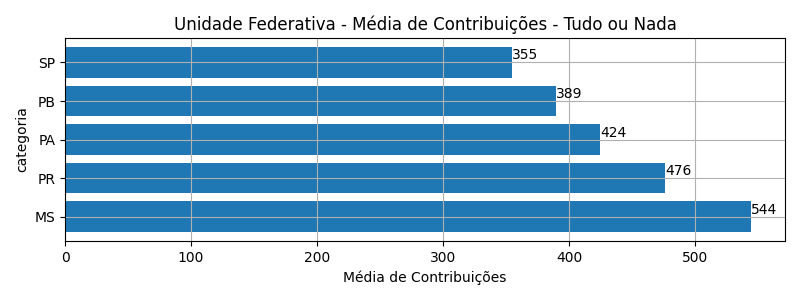 Unidade Federativa - Média de Contribuições - Tudo ou Nada
categoria
SP 355
PB 389
PA 424
PR 476
MS 544
0 100 200 300 400 500
Média de Contribuições